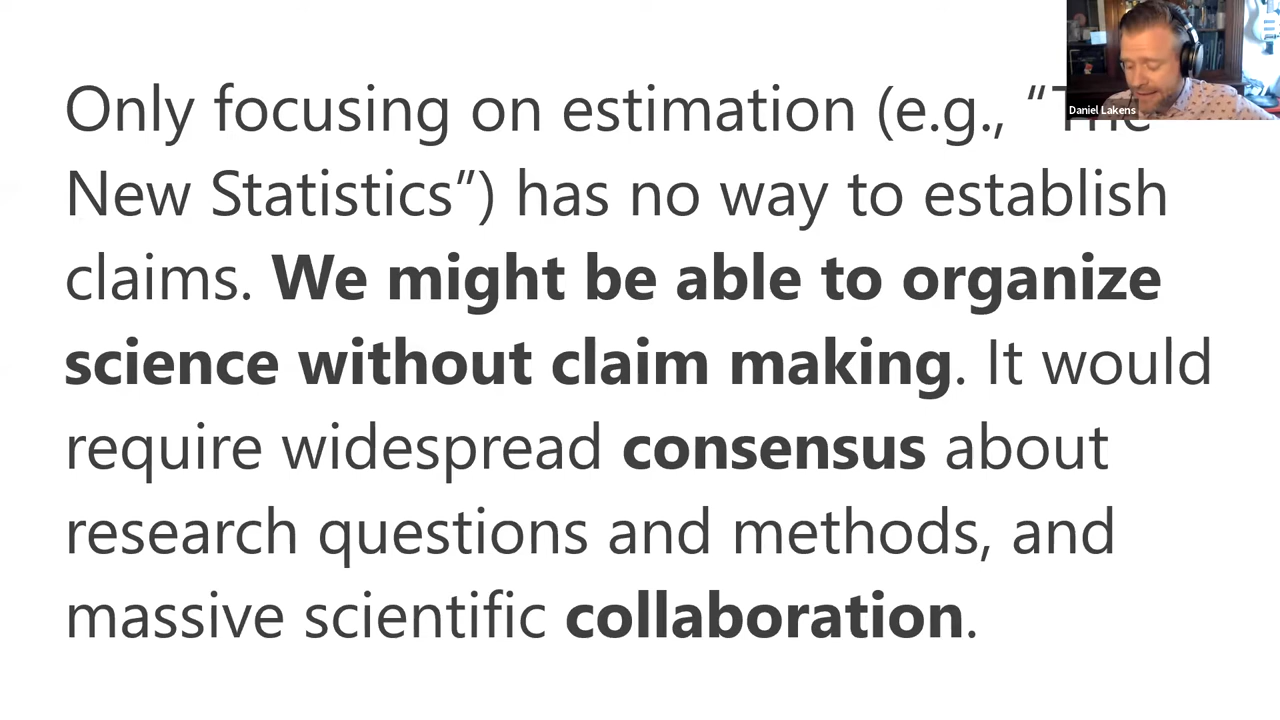 Only focusing on estimation (e.g., “The
New Statistics”) has no way to establish
claims. We might be able to organize
science without claim making. It would
require widespread consensus about
research questions and methods, and
massive scientific collaboration.
Daniel Lakens